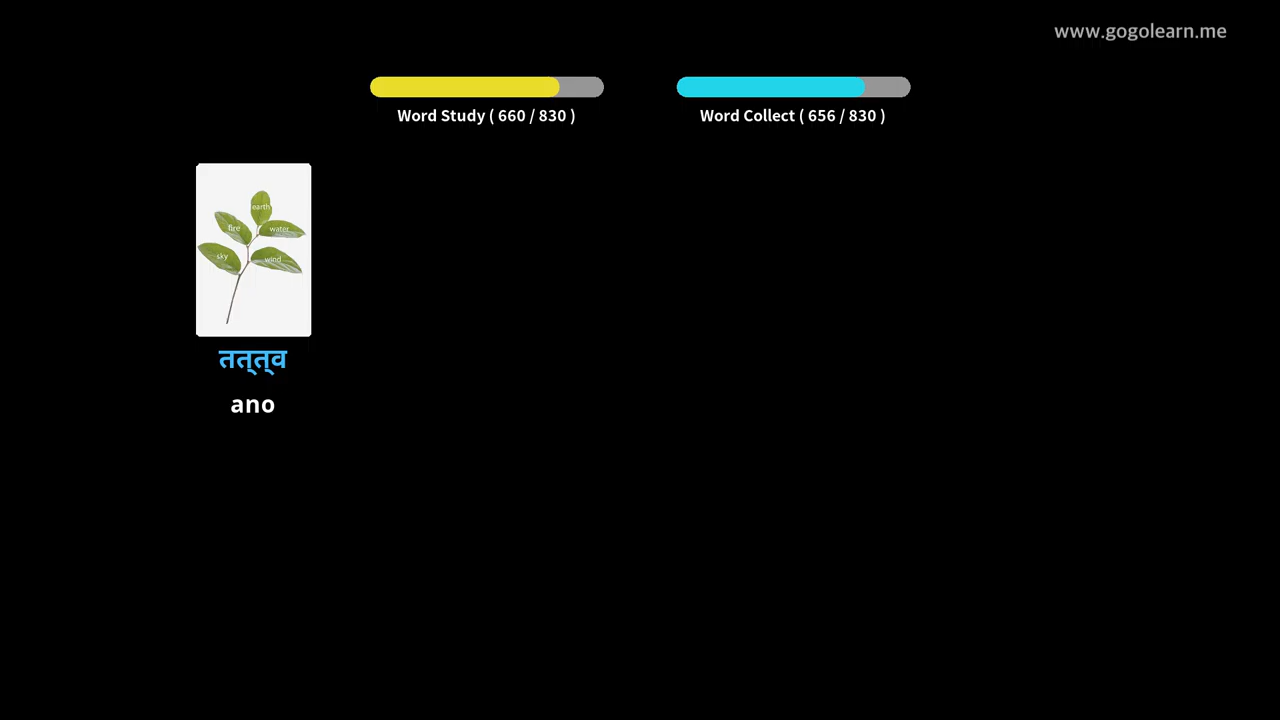 www.gogolearn.me
Word Study ( 660 / 830 )
Word Collect ( 656 / 830 )
earth
fire
water
sky
wind
तत्‌त्‌व
ano